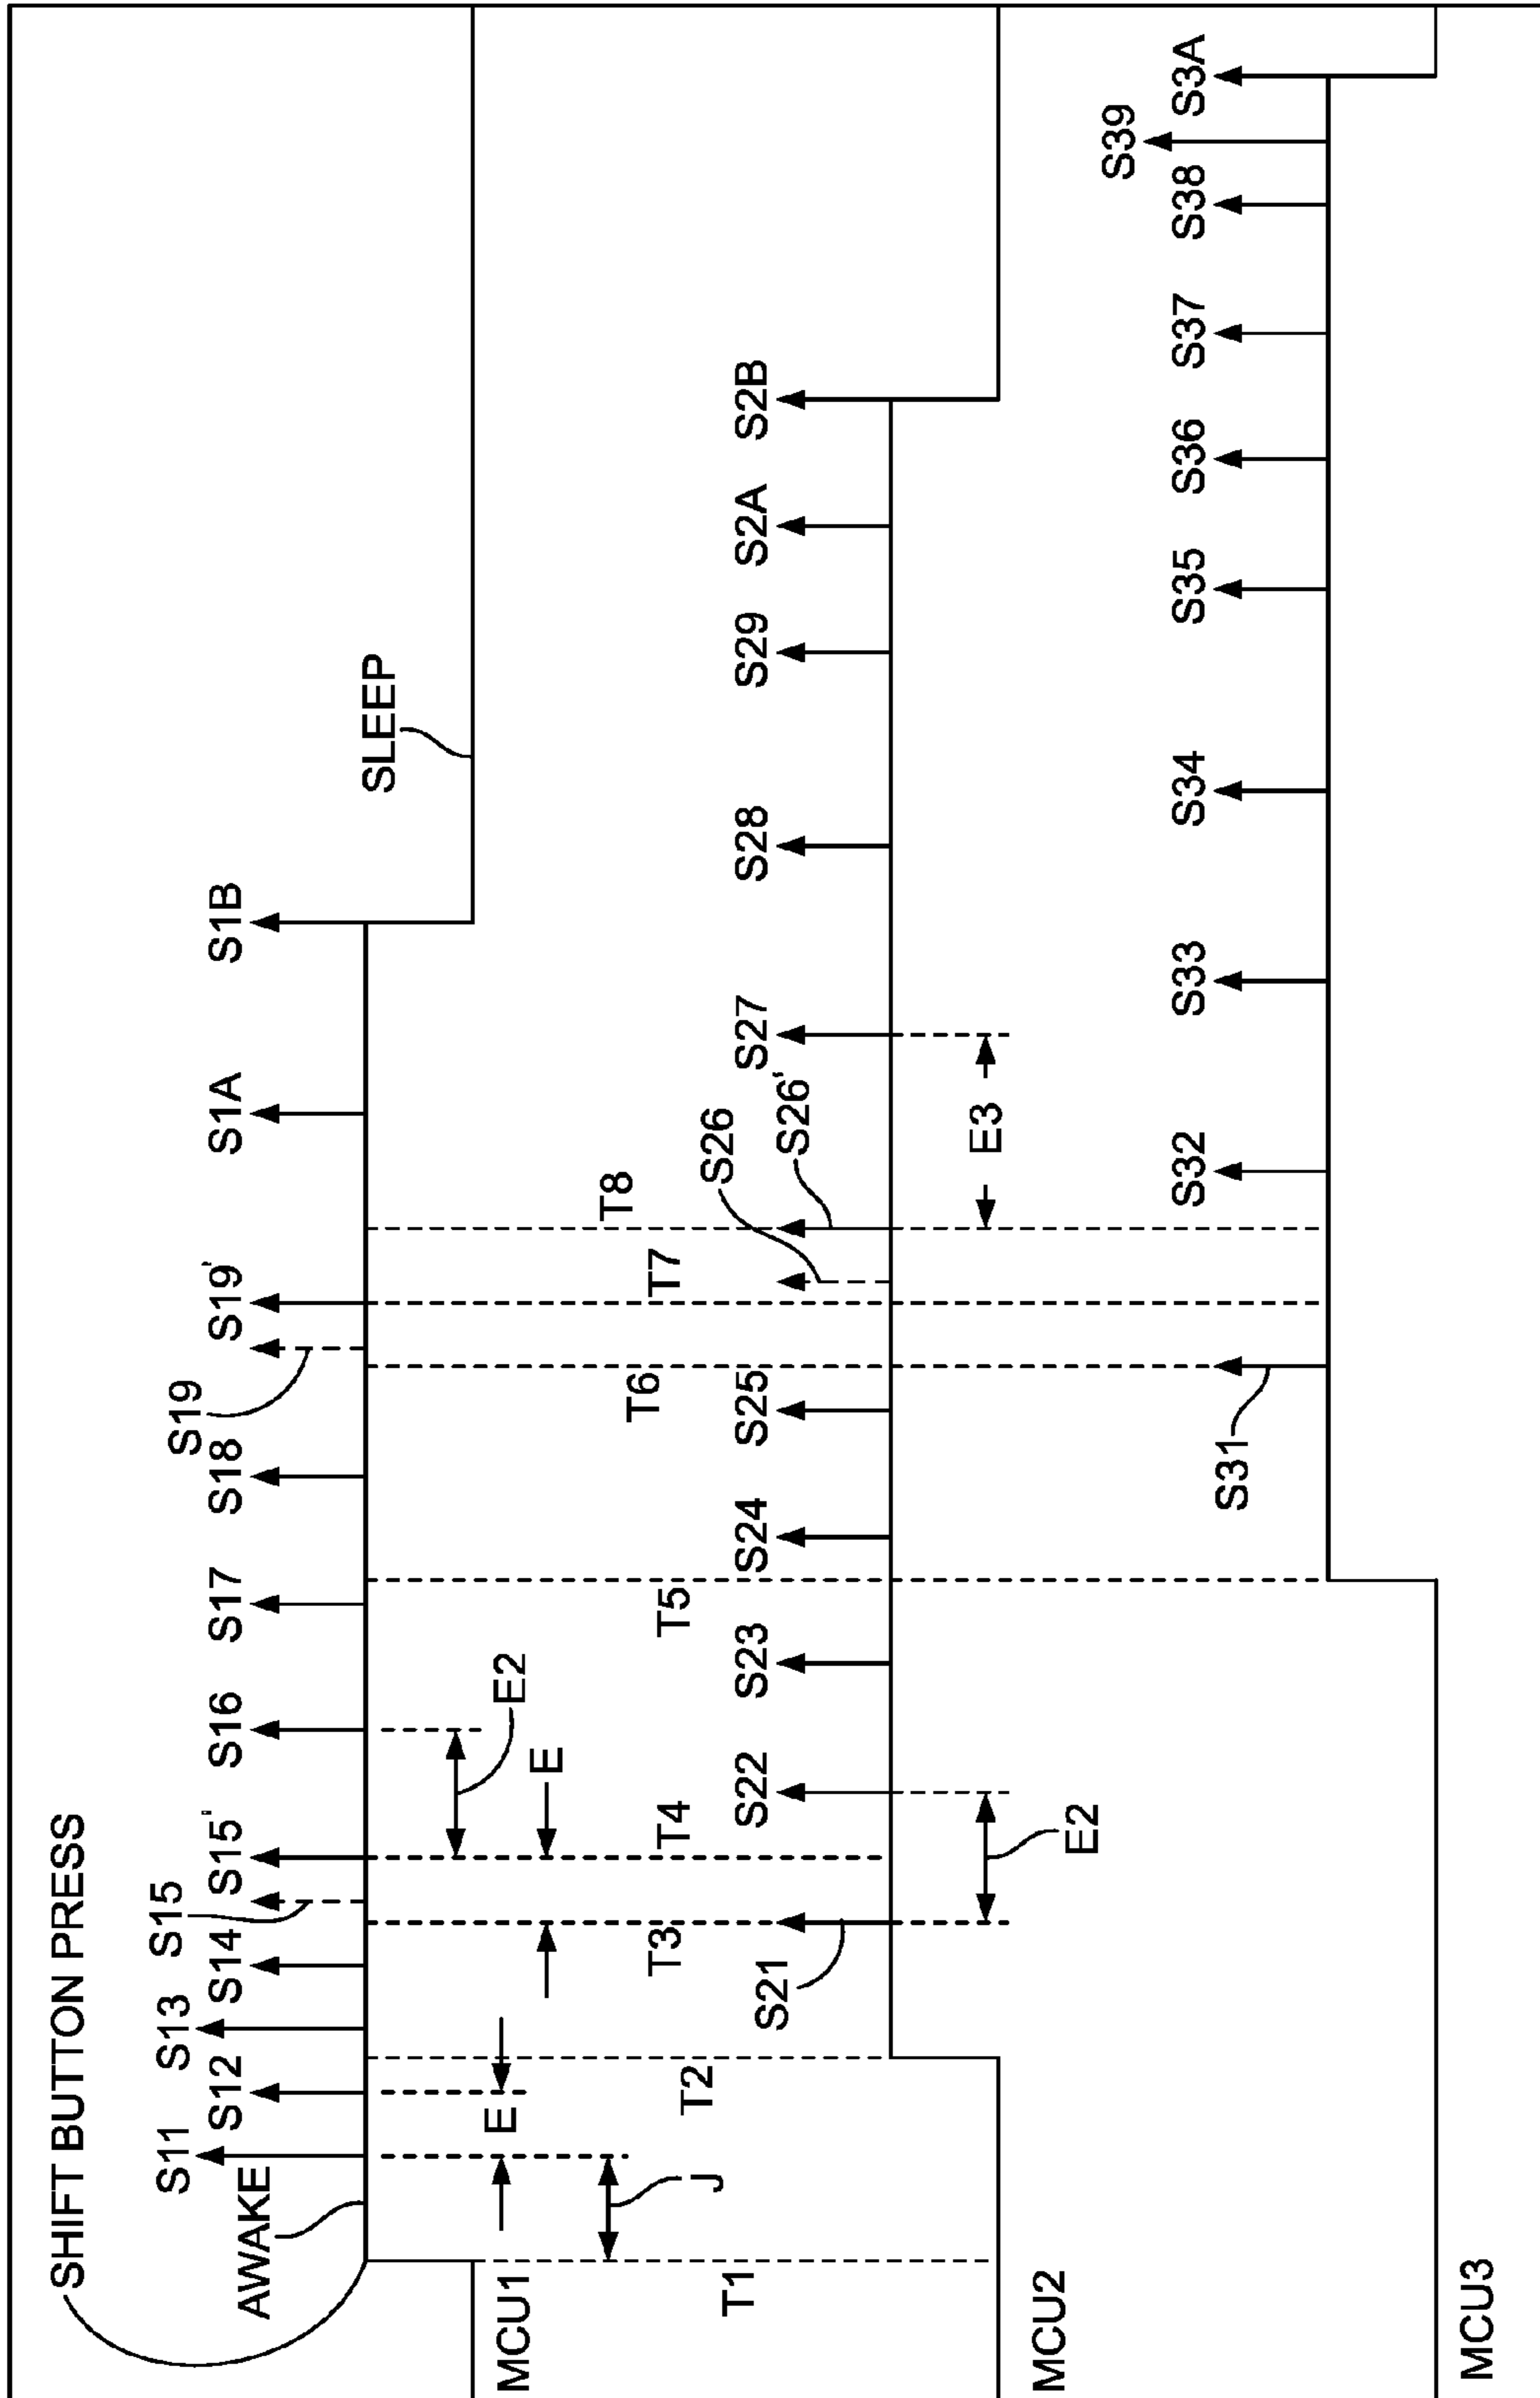 SHIFT BUTTON PRESS
AWAKE
S11
S12
S13
S14
S15
S15'
S16
S17
S18
S19
S19'
S1A
S1B
SLEEP
MCU1
J
E
E
E2
T1
T2
T3
T4
T5
T6
T7
T8
S21
S22
S23
S24
S25
S26
S26'
S27
S28
S29
S2A
S2B
MCU2
E2
E3
S31
S32
S33
S34
S35
S36
S37
S38
S39
S3A
MCU3